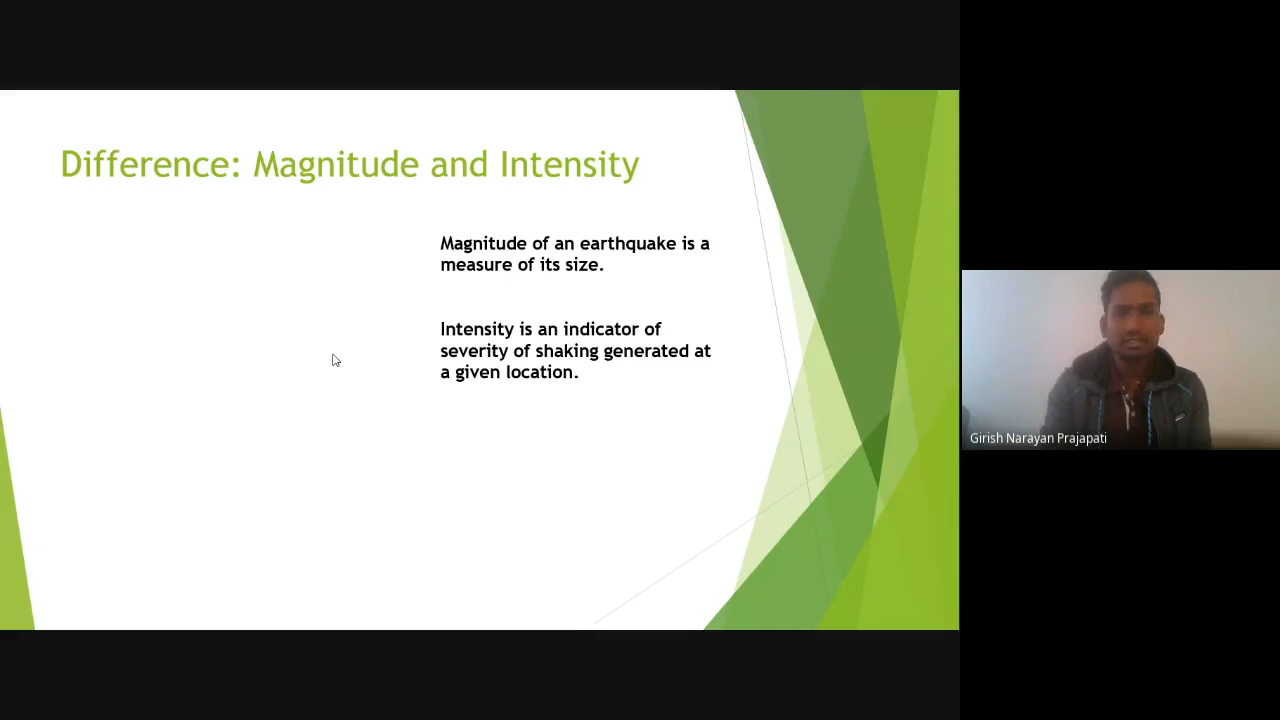 Difference: Magnitude and Intensity
Magnitude of an earthquake is a
measure of its size.
Intensity is an indicator of
severity of shaking generated at
a given location.
Girish Narayan Prajapati